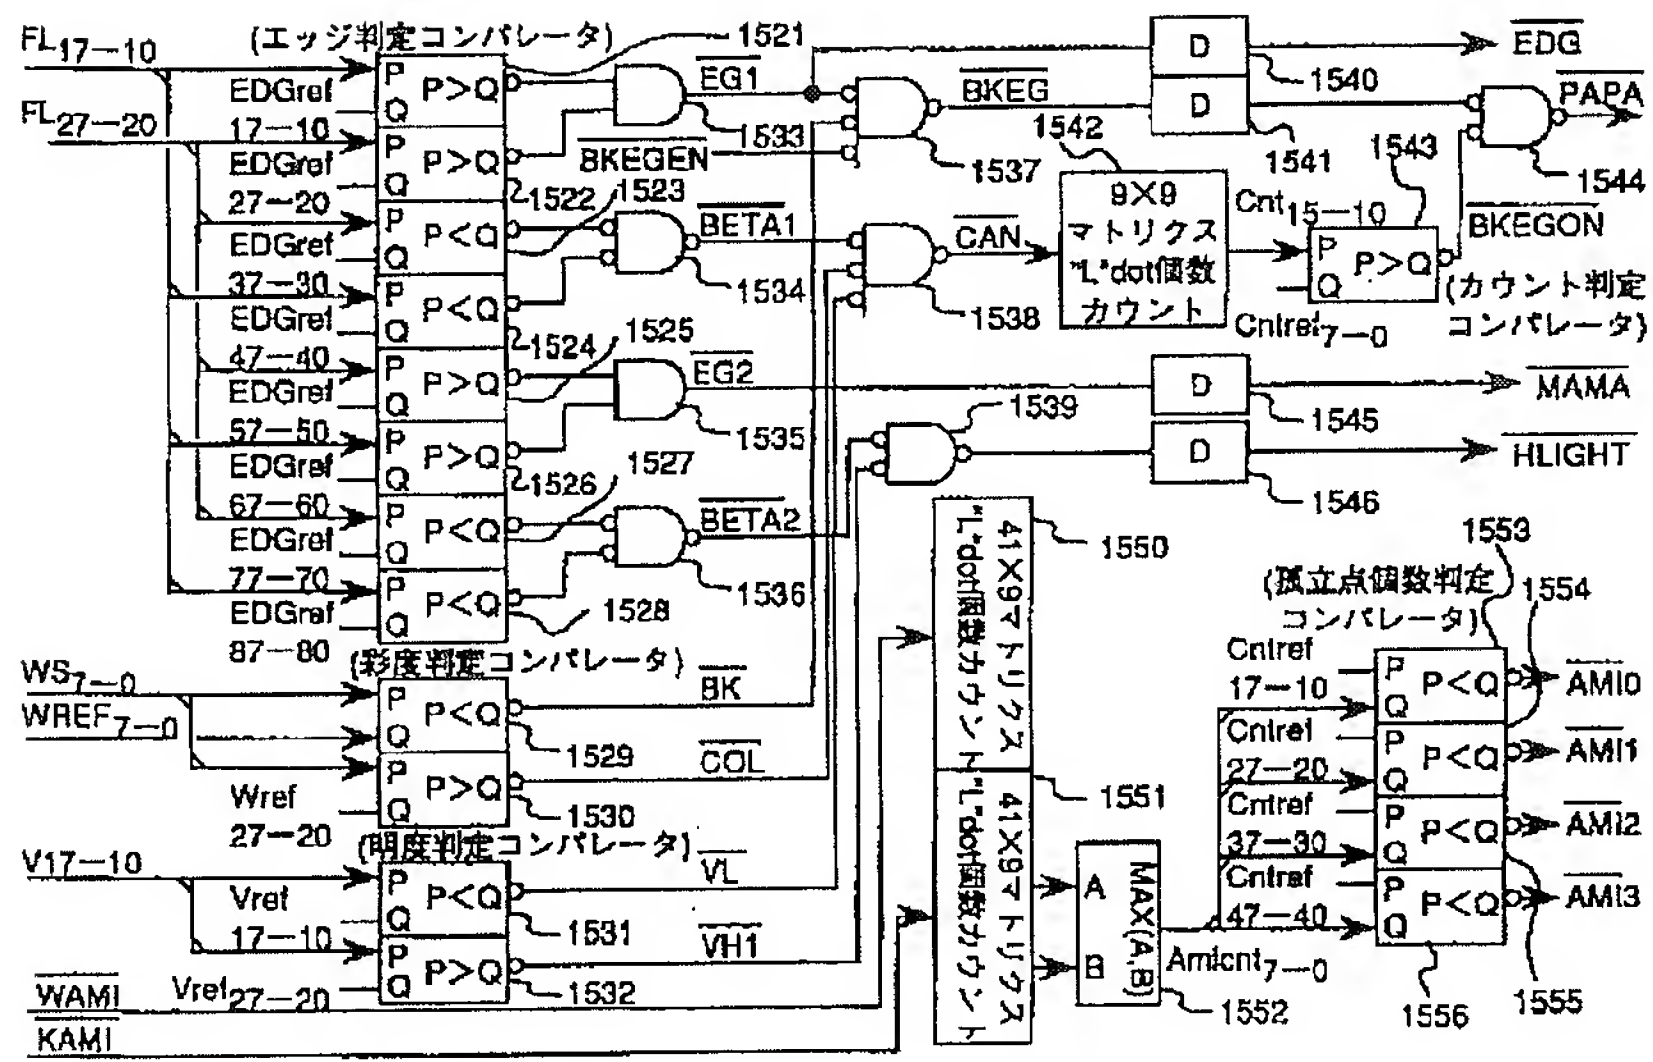 FL17—10
(エッジ判定コンパレータ)
1521
EDGref
17—10
P
Q
P>Q
FL27—20
EDGref
27—20
P
Q
P>Q
1522
1523
EDGref
37—30
P
Q
P<Q
EDGref
47—40
P
Q
P<Q
1524
1525
EDGref
57—50
P
Q
P>Q
EDGref
67—60
P
Q
P>Q
1526
1527
EDGref
77—70
P
Q
P<Q
EDGref
87—80
P
Q
P<Q
1528
EG1
1533
BKEGEN
BETA1
1534
EG2
1535
BETA2
1536
BKEG
1537
CAN
1538
1539
D
1540
EDG
D
1541
1542
9×9
マトリクス
"L"dot個数
カウント
Cnt15—10
1543
P
Q
P>Q
Cntref7—0
BKEGON
(カウント判定
コンパレータ)
PAPA
1544
D
1545
MAMA
D
1546
HLIGHT
(彩度判定コンパレータ)
WS7—0
WREF7—0
P
Q
P<Q
1529
BK
Wref
27—20
P
Q
P>Q
1530
COL
(明度判定コンパレータ)
V17—10
Vref
17—10
P
Q
P<Q
1531
VL
Vref27—20
P
Q
P>Q
1532
VH1
WAMI
KAMI
41×9マトリクス
"L"dot個数カウント
1550
41×9マトリクス
"L"dot個数カウント
1551
A
B
MAX(A,B)
1552
Amicnt7—0
(孤立点個数判定
コンパレータ)
1553
1554
Cntref
17—10
P
Q
P<Q
AMI0
Cntref
27—20
P
Q
P<Q
AMI1
Cntref
37—30
P
Q
P<Q
AMI2
Cntref
47—40
P
Q
P<Q
AMI3
1555
1556